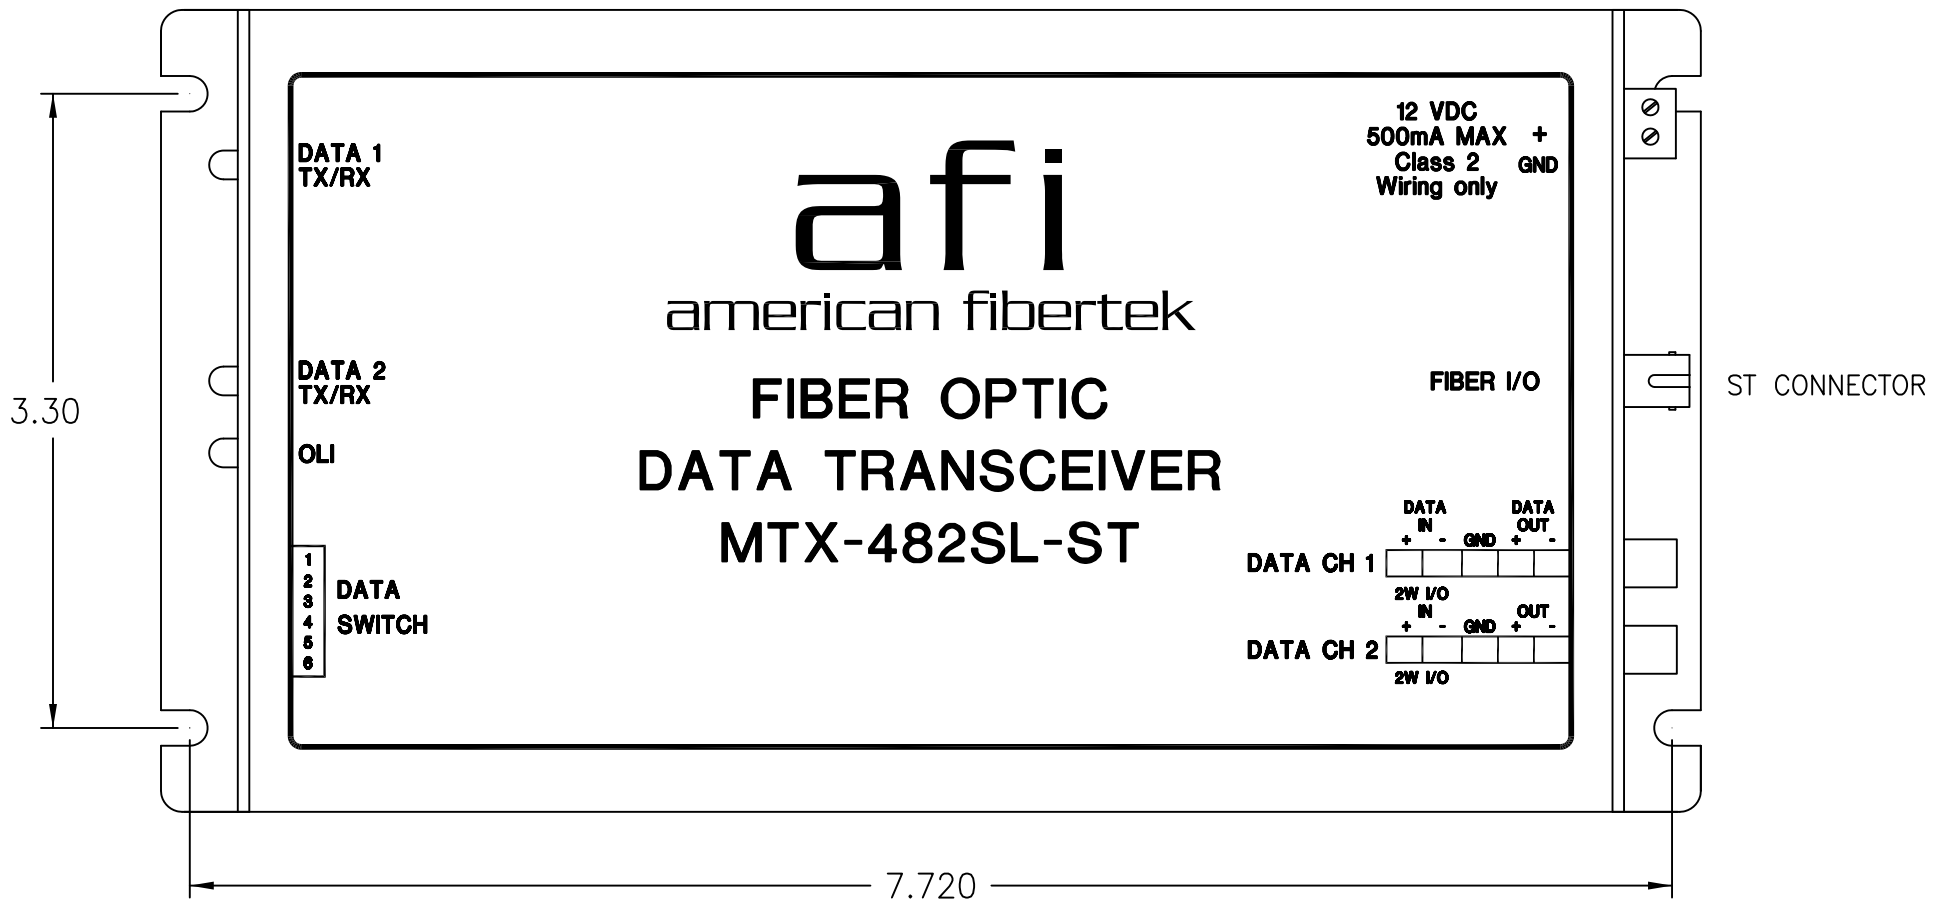 12 VDC
500mA MAX +
Class 2 GND
Wiring only
DATA 1
TX/RX
afi
american fibertek
DATA 2
TX/RX
FIBER I/O
ST CONNECTOR
3.30
FIBER OPTIC
OLI
DATA TRANSCEIVER
MTX-482SL-ST
DATA DATA
IN OUT
+ - GND + -
DATA CH 1
2W I/O
IN OUT
+ - GND + -
DATA CH 2
2W I/O
1
2
3
4
5
6
DATA
SWITCH
7.720